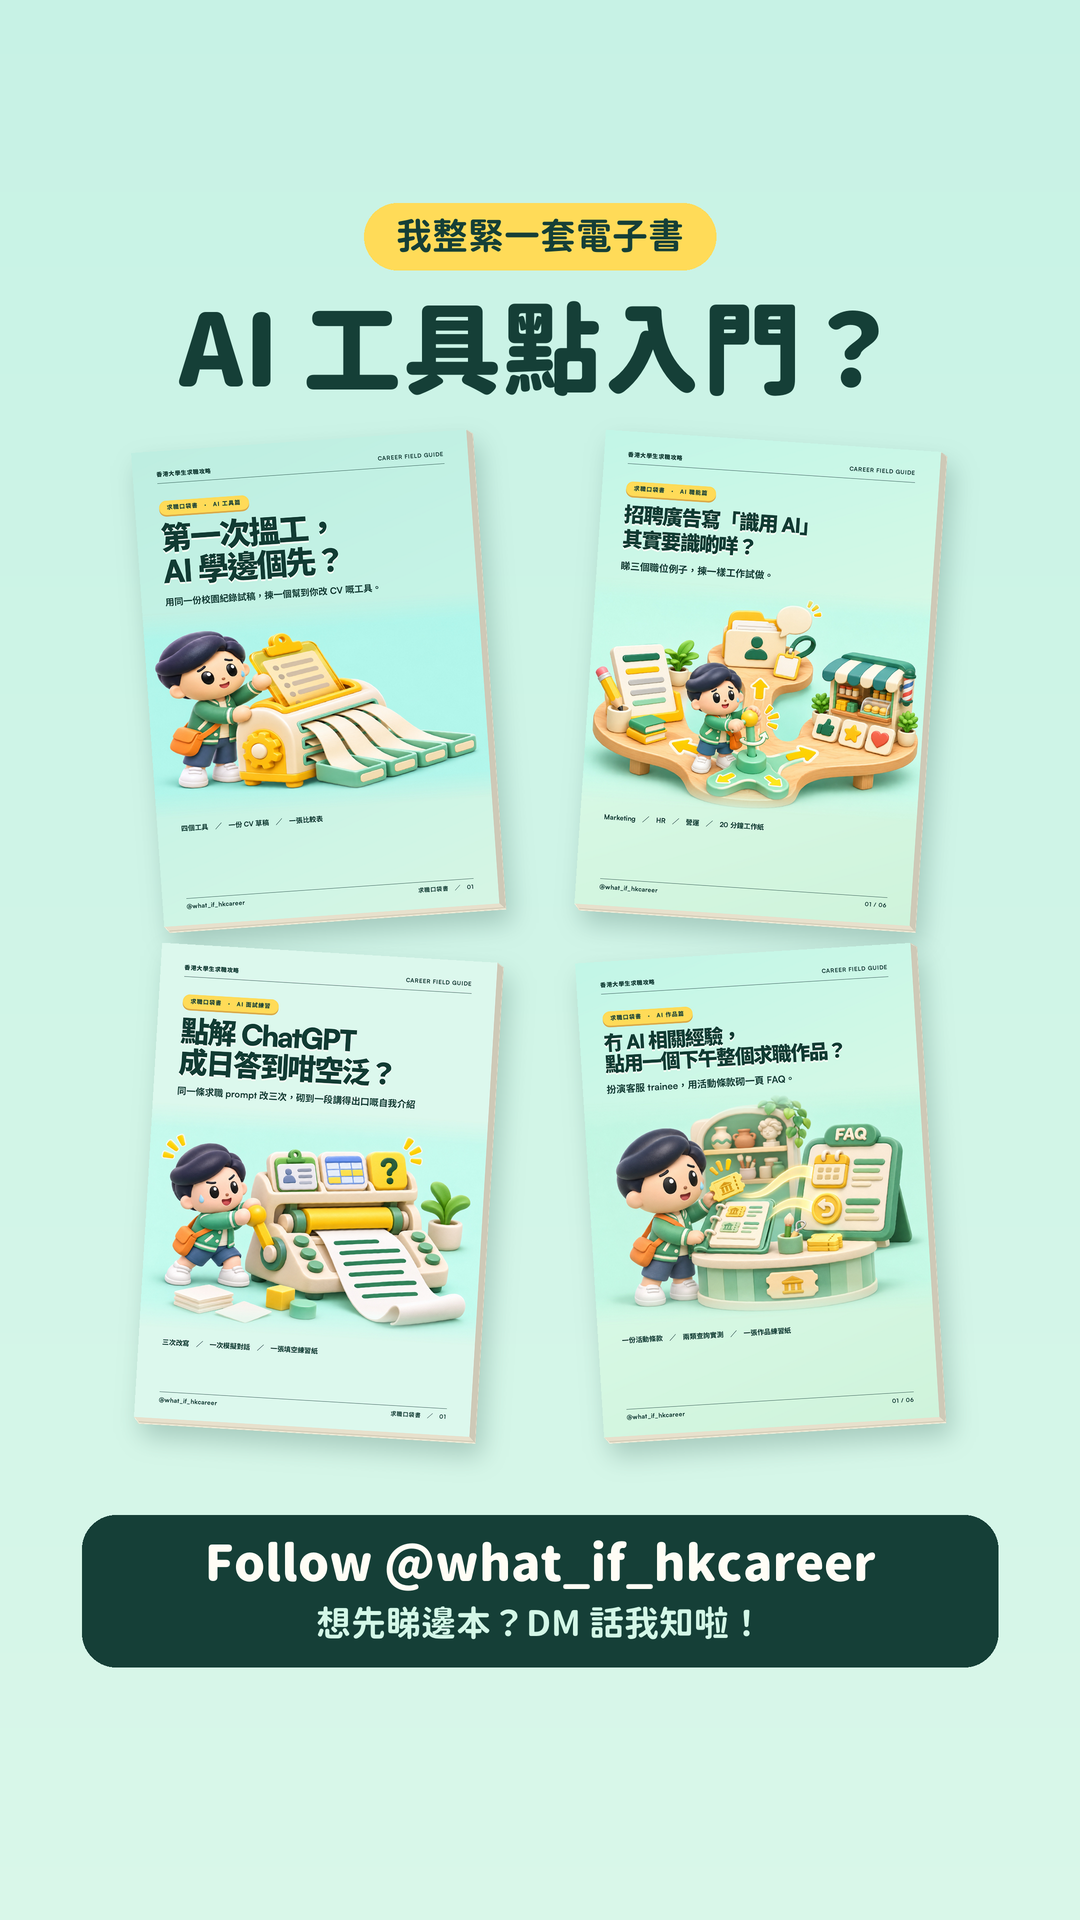 我整緊一套電子書
AI 工具點入門？
香港大學生求職攻略
CAREER FIELD GUIDE
求職口袋書 · AI 工具篇
第一次搵工，
AI 學邊個先？
用同一份校園紀錄試稿，揀一個幫到你改 CV 嘅工具。
四個工具 ／ 一份 CV 草稿 ／ 一張比較表
@what_if_hkcareer
求職口袋書 ／ 01
香港大學生求職攻略
CAREER FIELD GUIDE
求職口袋書 · AI 職能篇
招聘廣告寫「識用 AI」
其實要識啲咩？
睇三個職位例子，揀一樣工作試做。
Marketing ／ HR ／ 營運 ／ 20 分鐘工作紙
@what_if_hkcareer
01 / 06
香港大學生求職攻略
CAREER FIELD GUIDE
求職口袋書 · AI 面試練習
點解 ChatGPT
成日答到咁空泛？
同一條求職 prompt 改三次，砌到一段講得出口嘅自我介紹
?
三次改寫 ／ 一次模擬對話 ／ 一張填空練習紙
@what_if_hkcareer
求職口袋書 ／ 01
香港大學生求職攻略
CAREER FIELD GUIDE
求職口袋書 · AI 作品篇
冇 AI 相關經驗，
點用一個下午整個求職作品？
扮演客服 trainee，用活動條款砌一頁 FAQ。
FAQ
一份活動條款 ／ 兩類查詢實測 ／ 一張作品練習紙
@what_if_hkcareer
01 / 06
Follow @what_if_hkcareer
想先睇邊本？DM 話我知啦！